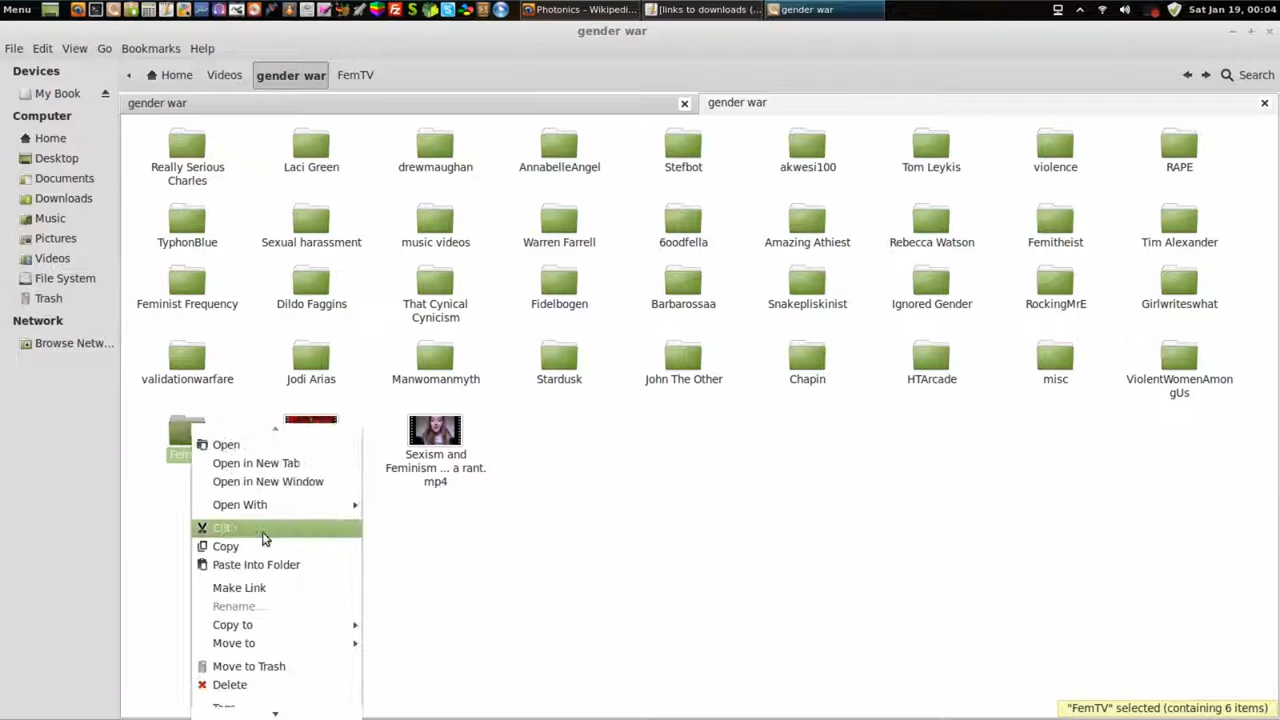 Menu
Photonics - Wikipedi...
[links to downloads (...
gender war
Sat Jan 19, 00:04
gender war
File Edit View Go Bookmarks Help
Devices
My Book
Computer
Home
Desktop
Documents
Downloads
Music
Pictures
Videos
File System
Trash
Network
Browse Netw...
Home Videos gender war FemTV
Search
gender war
gender war
Really Serious
Charles
Laci Green
drewmaughan
AnnabelleAngel
Stefbot
akwesi100
Tom Leykis
violence
RAPE
TyphonBlue
Sexual harassment
music videos
Warren Farrell
6oodfella
Amazing Athiest
Rebecca Watson
Femitheist
Tim Alexander
Feminist Frequency
Dildo Faggins
That Cynical
Cynicism
Fidelbogen
Barbarossaa
Snakepliskinist
Ignored Gender
RockingMrE
Girlwriteswhat
validationwarfare
Jodi Arias
Manwomanmyth
Stardusk
John The Other
Chapin
HTArcade
misc
ViolentWomenAmon
gUs
Fem
Sexism and
Feminism ... a rant.
mp4
Open
Open in New Tab
Open in New Window
Open With
Cut
Copy
Paste Into Folder
Make Link
Rename...
Copy to
Move to
Move to Trash
Delete
"FemTV" selected (containing 6 items)